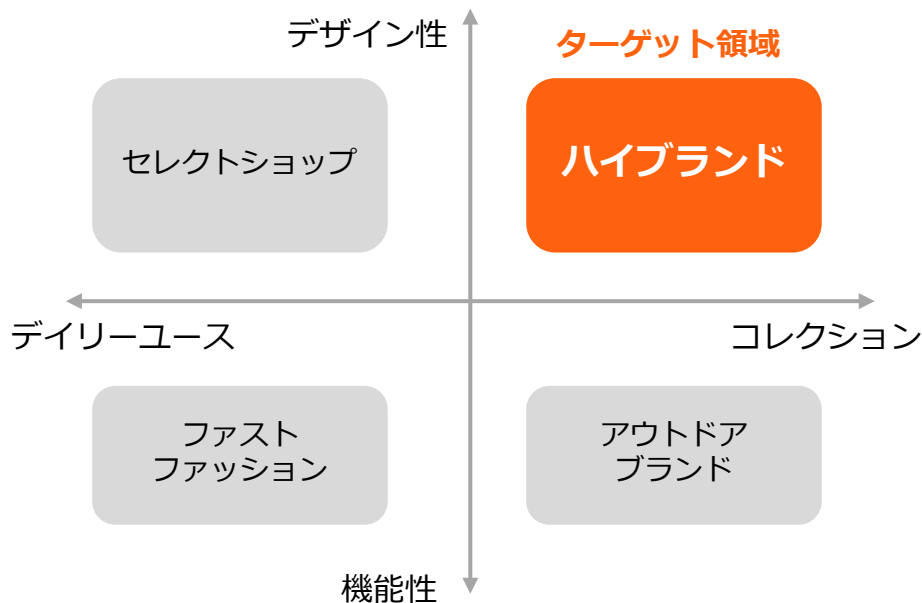 デザイン性
ターゲット領域
セレクトショップ
ハイブランド
デイリーユース
コレクション
ファスト
ファッション
アウトドア
ブランド
機能性